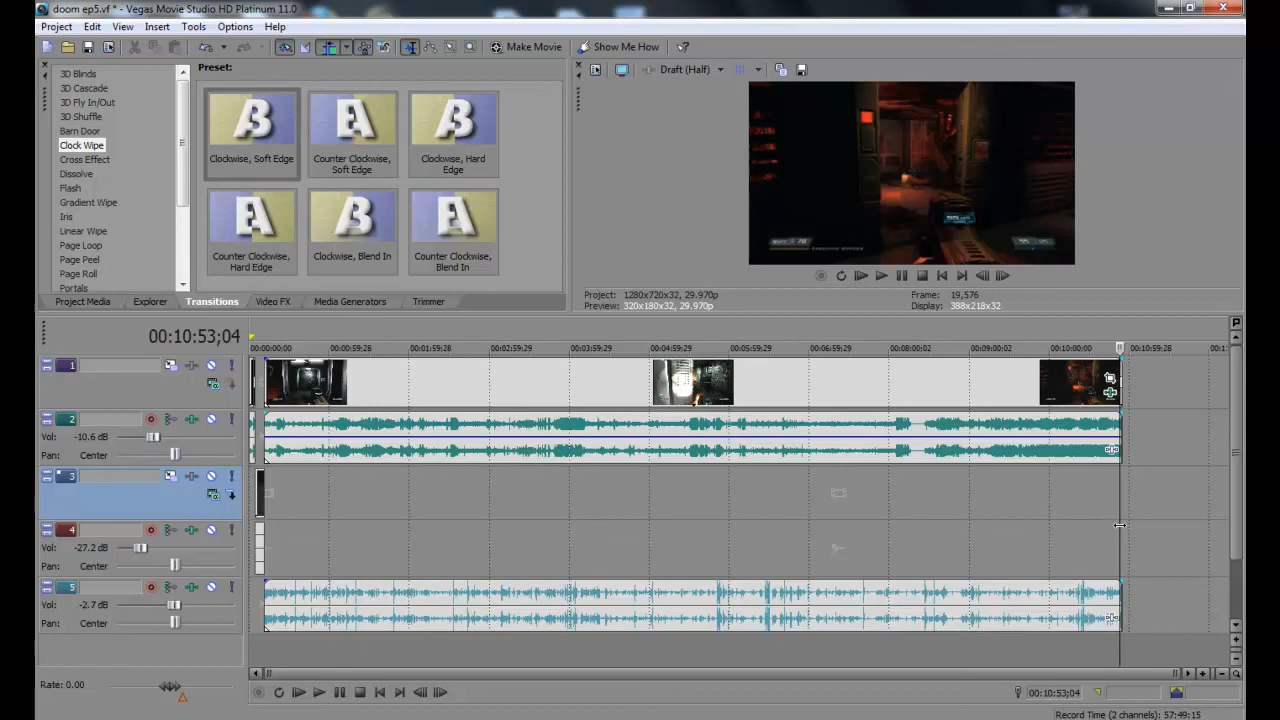 doom ep5.vf * - Vegas Movie Studio HD Platinum 11.0
Project Edit View Insert Tools Options Help
Make Movie Show Me How
3D Blinds
3D Cascade
3D Fly In/Out
3D Shuffle
Barn Door
Clock Wipe
Cross Effect
Dissolve
Flash
Gradient Wipe
Iris
Linear Wipe
Page Loop
Page Peel
Page Roll
Portals
Preset:
Clockwise, Soft Edge
Counter Clockwise, Soft Edge
Clockwise, Hard Edge
Counter Clockwise, Hard Edge
Clockwise, Blend In
Counter Clockwise, Blend In
Project Media Explorer Transitions Video FX Media Generators Trimmer
Draft (Half)
Project: 1280x720x32, 29.970p
Preview: 320x180x32, 29.970p
Frame: 19,576
Display: 388x218x32
00:10:53;04
00:00:00;00 00:00:59;28 00:01:59;29 00:02:59;29 00:03:59;29 00:04:59;29 00:05:59;29 00:06:59;29 00:08:00;02 00:09:00;02 00:10:00;00 00:10:59;28
1
2
Vol: -10.6 dB
Pan: Center
3
4
Vol: -27.2 dB
Pan: Center
5
Vol: -2.7 dB
Pan: Center
Rate: 0.00
00:10:53;04
Record Time (2 channels): 57:49:15